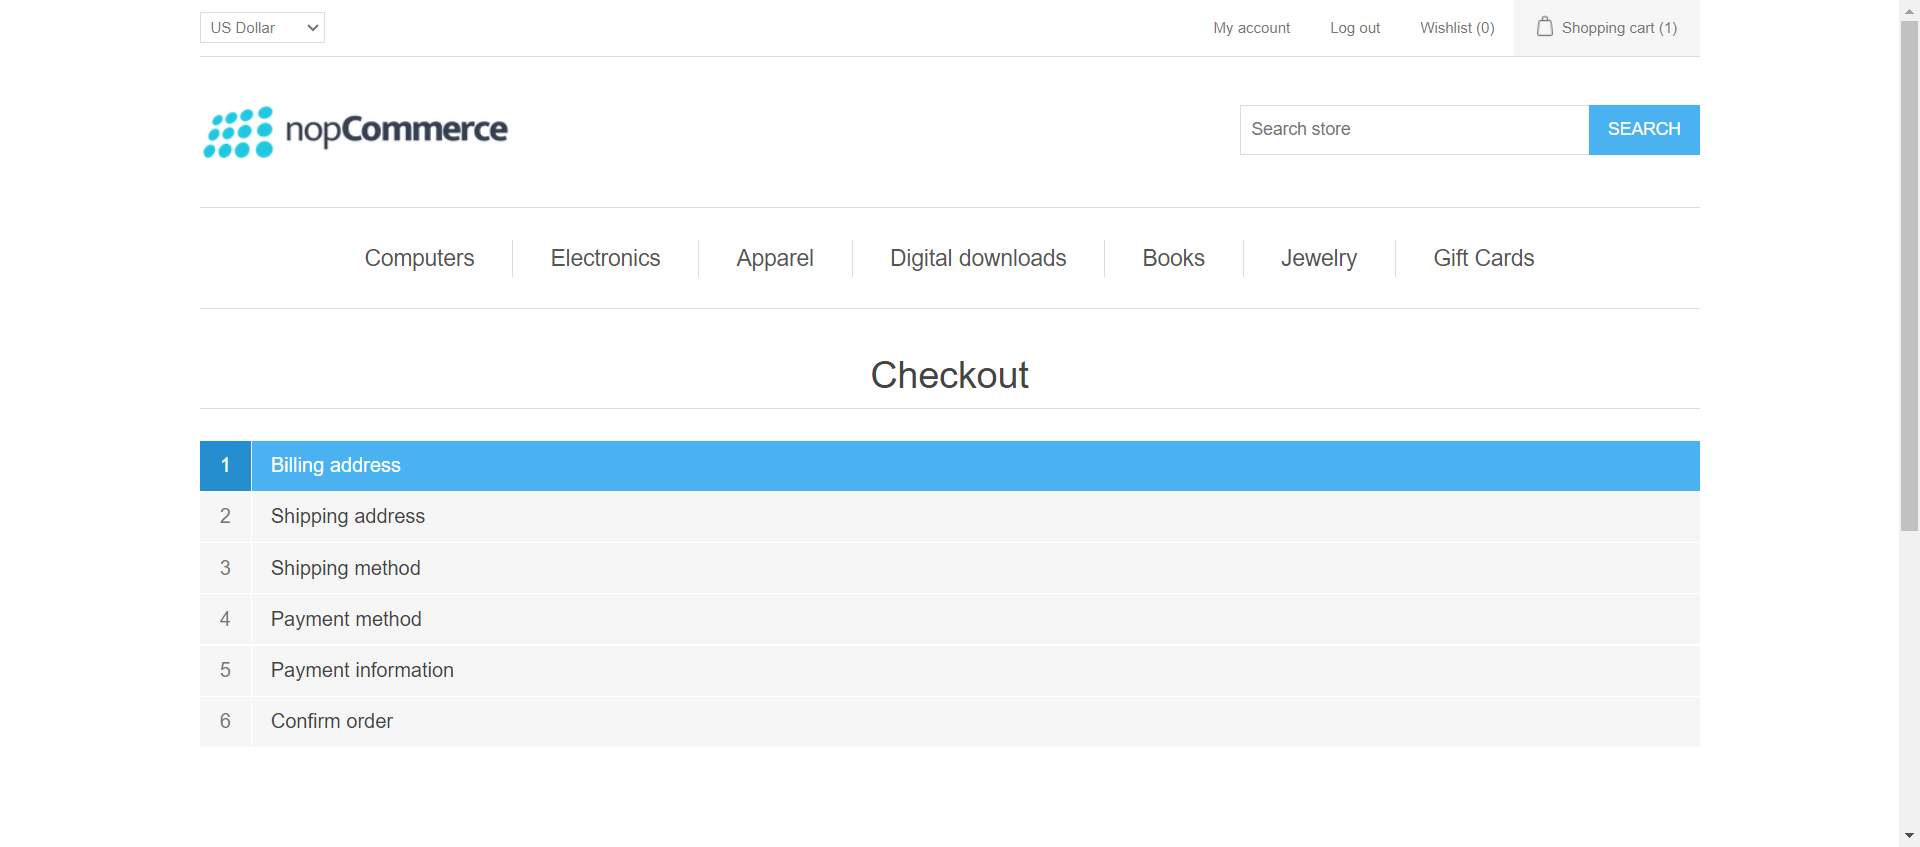 US Dollar
My account
Log out
Wishlist (0)
Shopping cart (1)
nopCommerce
Search store
SEARCH
Computers
Electronics
Apparel
Digital downloads
Books
Jewelry
Gift Cards
Checkout
1 Billing address
2 Shipping address
3 Shipping method
4 Payment method
5 Payment information
6 Confirm order